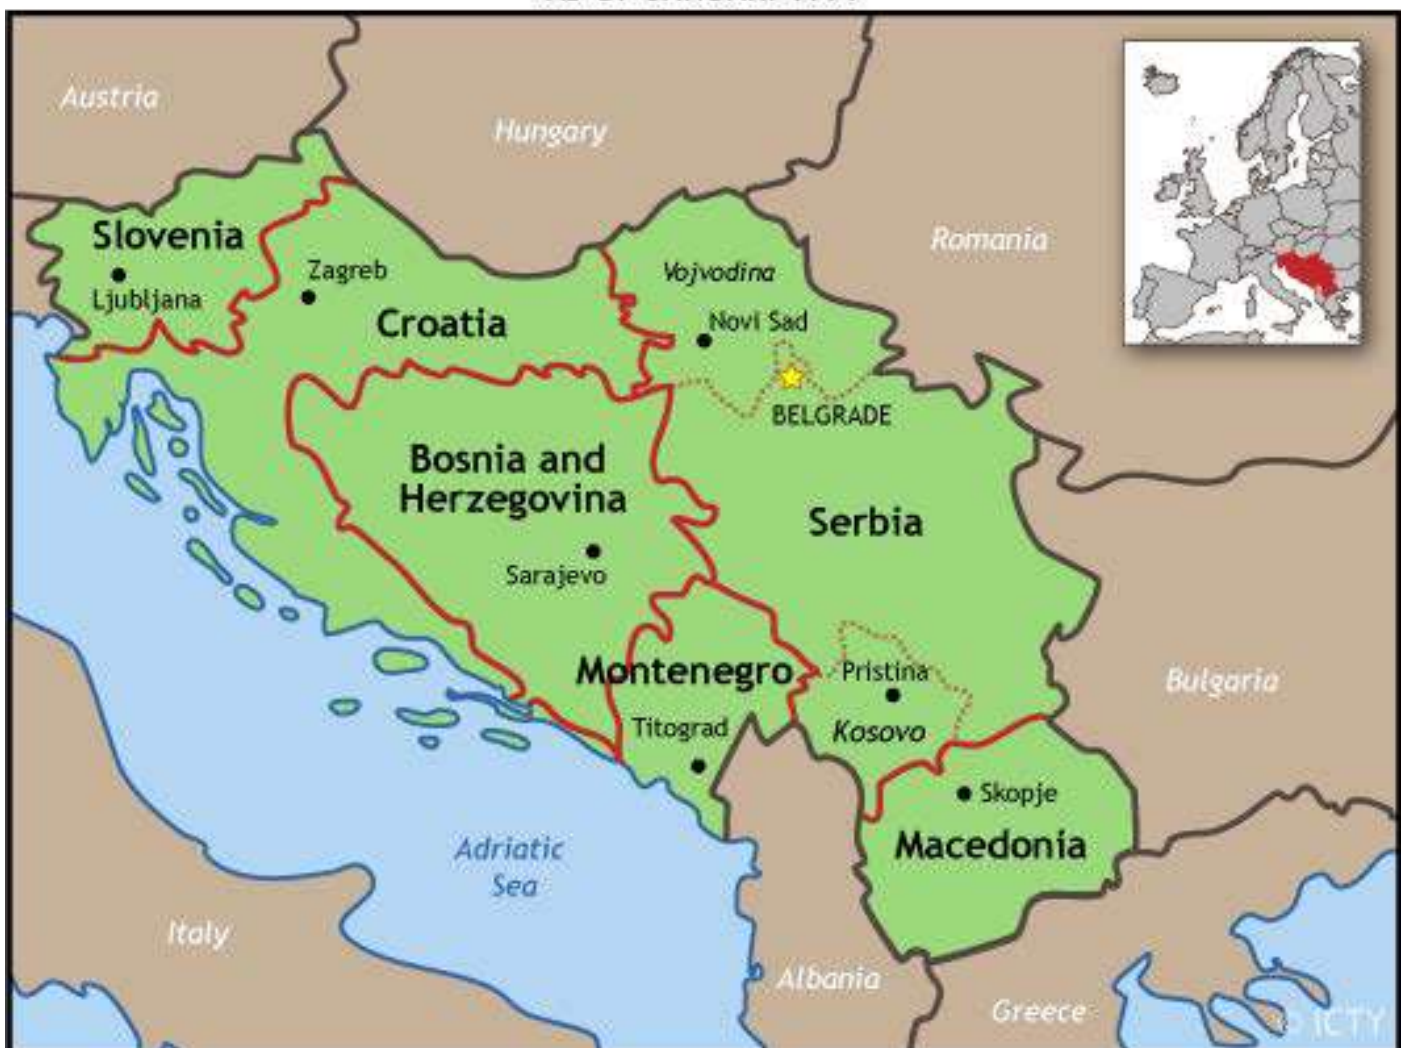 Austria
Hungary
Romania
Slovenia
Ljubljana
Zagreb
Croatia
Vojvodina
Novi Sad
BELGRADE
Bosnia and
Herzegovina
Sarajevo
Serbia
Montenegro
Titograd
Pristina
Kosovo
Bulgaria
Skopje
Macedonia
Adriatic
Sea
Italy
Albania
Greece
© ICTY